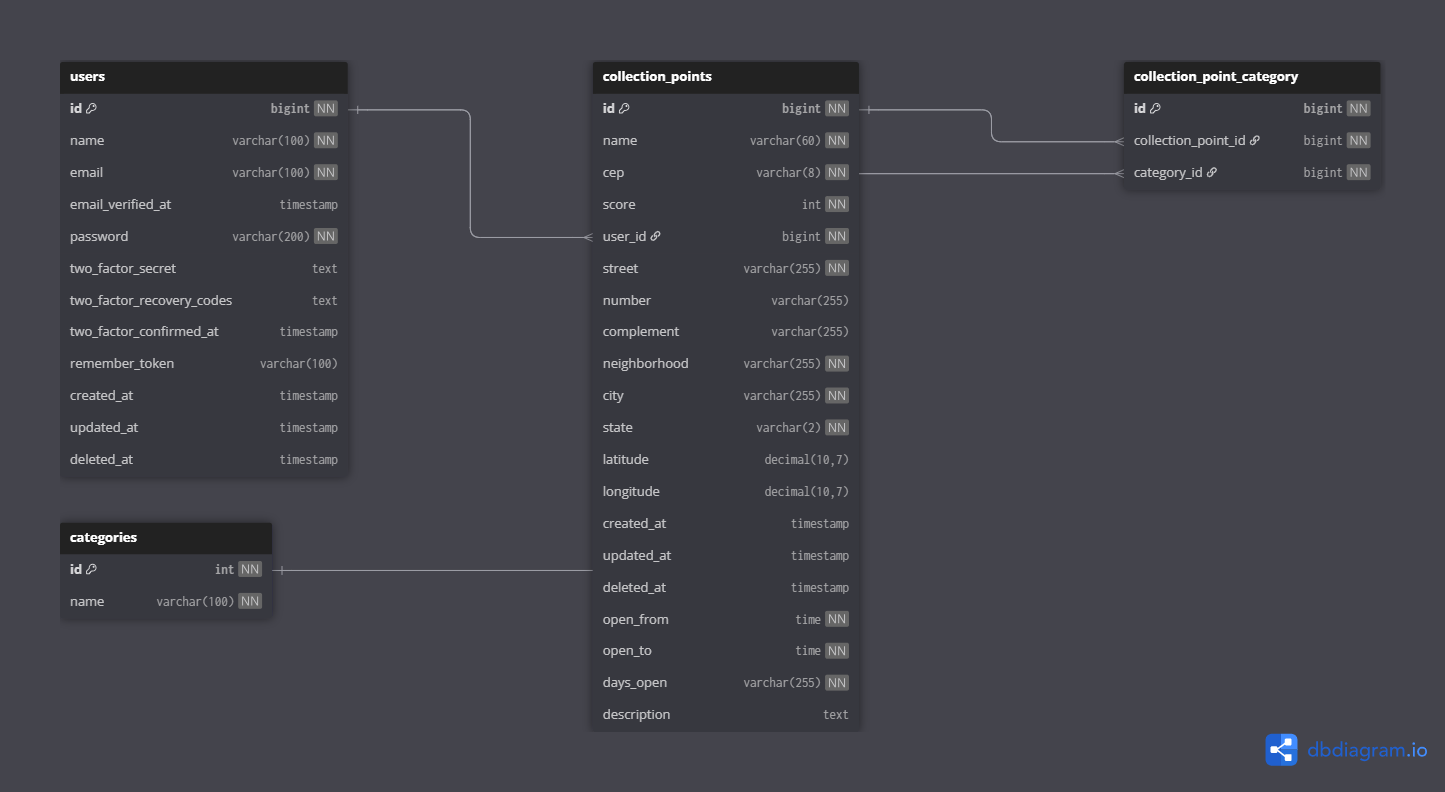 users
id bigint NN
name varchar(100) NN
email varchar(100) NN
email_verified_at timestamp
password varchar(200) NN
two_factor_secret text
two_factor_recovery_codes text
two_factor_confirmed_at timestamp
remember_token varchar(100)
created_at timestamp
updated_at timestamp
deleted_at timestamp
categories
id int NN
name varchar(100) NN
collection_points
id bigint NN
name varchar(60) NN
cep varchar(8) NN
score int NN
user_id bigint NN
street varchar(255) NN
number varchar(255)
complement varchar(255)
neighborhood varchar(255) NN
city varchar(255) NN
state varchar(2) NN
latitude decimal(10,7)
longitude decimal(10,7)
created_at timestamp
updated_at timestamp
deleted_at timestamp
open_from time NN
open_to time NN
days_open varchar(255) NN
description text
collection_point_category
id bigint NN
collection_point_id bigint NN
category_id bigint NN
dbdiagram.io